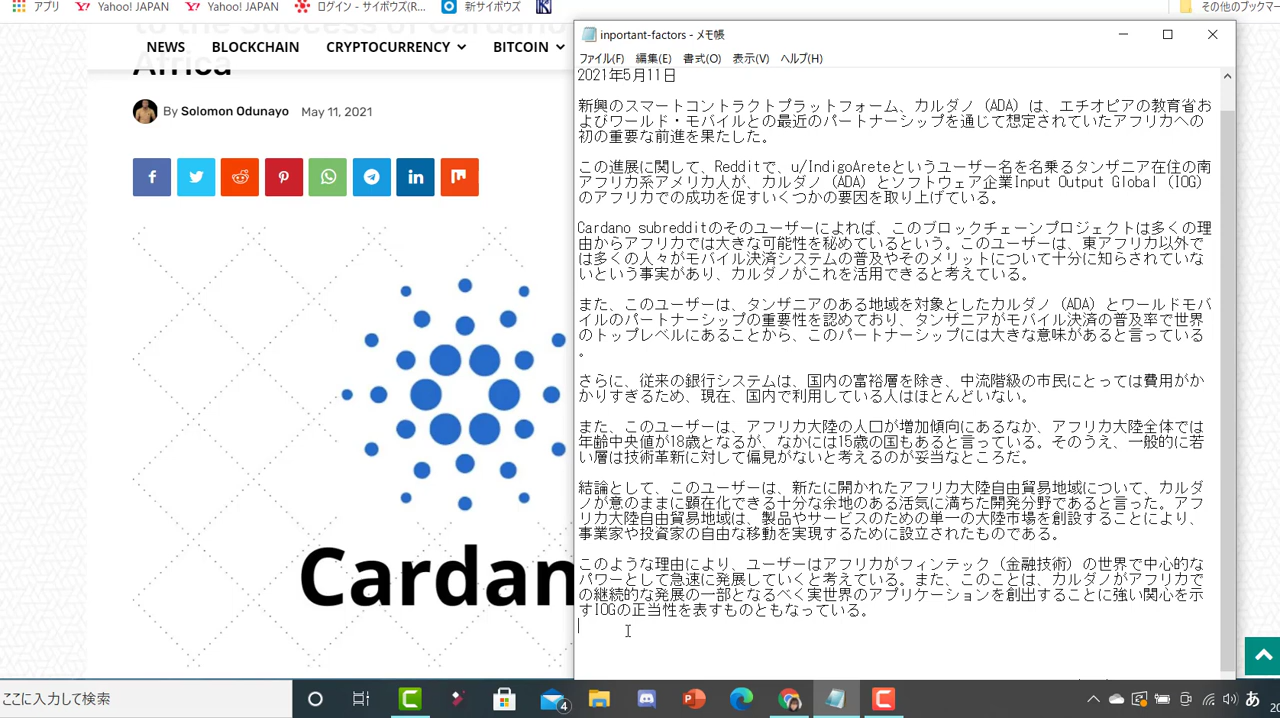 アプリ
Yahoo! JAPAN
Yahoo! JAPAN
ログイン - サイボウズ(R...
新サイボウズ
その他のブックマー
to the Success of Cardano
NEWS
BLOCKCHAIN
CRYPTOCURRENCY
BITCOIN
Africa
By Solomon Odunayo
May 11, 2021
Cardan
inportant-factors - メモ帳
ファイル(F)
編集(E)
書式(O)
表示(V)
ヘルプ(H)
2021年5月11日
新興のスマートコントラクトプラットフォーム、カルダノ (ADA) は、エチオピアの教育省お
よびワールド・モバイルとの最近のパートナーシップを通じて想定されていたアフリカへの
初の重要な前進を果たした。
この進展に関して、Redditで、u/IndigoAreteというユーザー名を名乗るタンザニア在住の南
アフリカ系アメリカ人が、カルダノ (ADA) とソフトウェア企業Input Output Global (IOG)
のアフリカでの成功を促すいくつかの要因を取り上げている。
Cardano subredditのそのユーザーによれば、このブロックチェーンプロジェクトは多くの理
由からアフリカでは大きな可能性を秘めているという。このユーザーは、東アフリカ以外で
は多くの人々がモバイル決済システムの普及やそのメリットについて十分に知らされていな
いという事実があり、カルダノがこれを活用できると考えている。
また、このユーザーは、タンザニアのある地域を対象としたカルダノ (ADA) とワールドモバ
イルのパートナーシップの重要性を認めており、タンザニアがモバイル決済の普及率で世界
のトップレベルにあることから、このパートナーシップには大きな意味があると言っている
。
さらに、従来の銀行システムは、国内の富裕層を除き、中流階級の市民にとっては費用がか
かりすぎるため、現在、国内で利用している人はほとんどいない。
また、このユーザーは、アフリカ大陸の人口が増加傾向にあるなか、アフリカ大陸全体では
年齢中央値が18歳となるが、なかには15歳の国もあると言っている。そのうえ、一般的に若
い層は技術革新に対して偏見がないと考えるのが妥当なところだ。
結論として、このユーザーは、新たに開かれたアフリカ大陸自由貿易地域について、カルダ
ノが意のままに顕在化できる十分な余地のある活気に満ちた開発分野であると言った。アフ
リカ大陸自由貿易地域は、製品やサービスのための単一の大陸市場を創設することにより、
事業家や投資家の自由な移動を実現するために設立されたものである。
このような理由により、ユーザーはアフリカがフィンテック (金融技術) の世界で中心的な
パワーとして急速に発展していくと考えている。また、このことは、カルダノがアフリカで
の継続的な発展の一部となるべく実世界のアプリケーションを創出することに強い関心を示
すIOGの正当性を表すものともなっている。
ここに入力して検索
4
あ